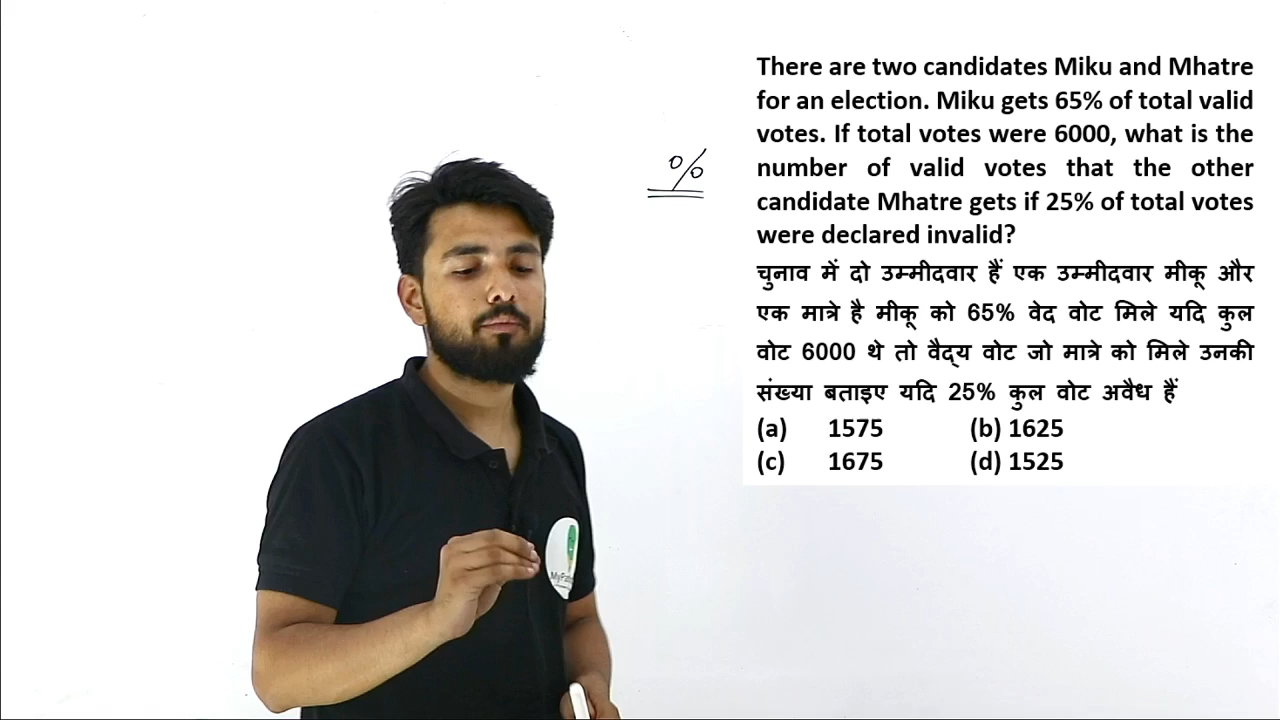 %
There are two candidates Miku and Mhatre
for an election. Miku gets 65% of total valid
votes. If total votes were 6000, what is the
number of valid votes that the other
candidate Mhatre gets if 25% of total votes
were declared invalid?
चुनाव में दो उम्मीदवार हैं एक उम्मीदवार मीकू और
एक मात्रे है मीकू को 65% वेद वोट मिले यदि कुल
वोट 6000 थे तो वैद्‌य वोट जो मात्रे को मिले उनकी
संख्या बताइए यदि 25% कुल वोट अवैध हैं
(a) 1575 (b) 1625
(c) 1675 (d) 1525